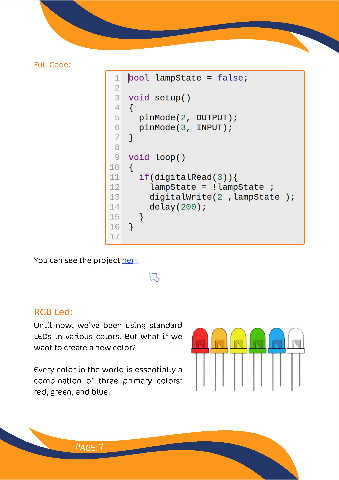 Full Code:
1 bool lampState = false;
2
3 void setup()
4 {
5 pinMode(2, OUTPUT);
6 pinMode(3, INPUT);
7 }
8
9 void loop()
10 {
11 if(digitalRead(3)){
12 lampState = !lampState ;
13 digitalWrite(2 ,lampState );
14 delay(200);
15 }
16 }
17
You can see the project here
RGB Led:
Until now, we've been using standard
LEDs in various colors. But what if we
want to create a new color?
Every color in the world is essentially a
combination of three primary colors:
red, green, and blue.
PAGE:7